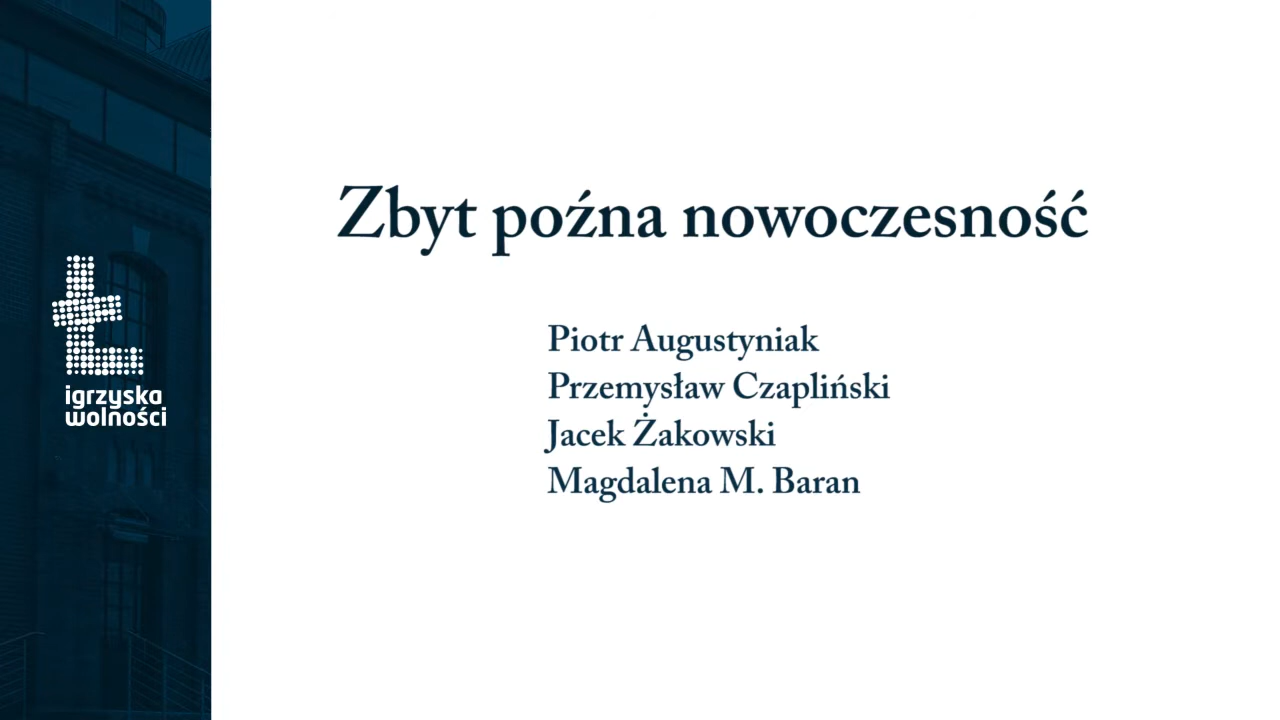 Zbyt poźna nowoczesność
Piotr Augustyniak
Przemysław Czapliński
Jacek Żakowski
Magdalena M. Baran
igrzyska
wolności